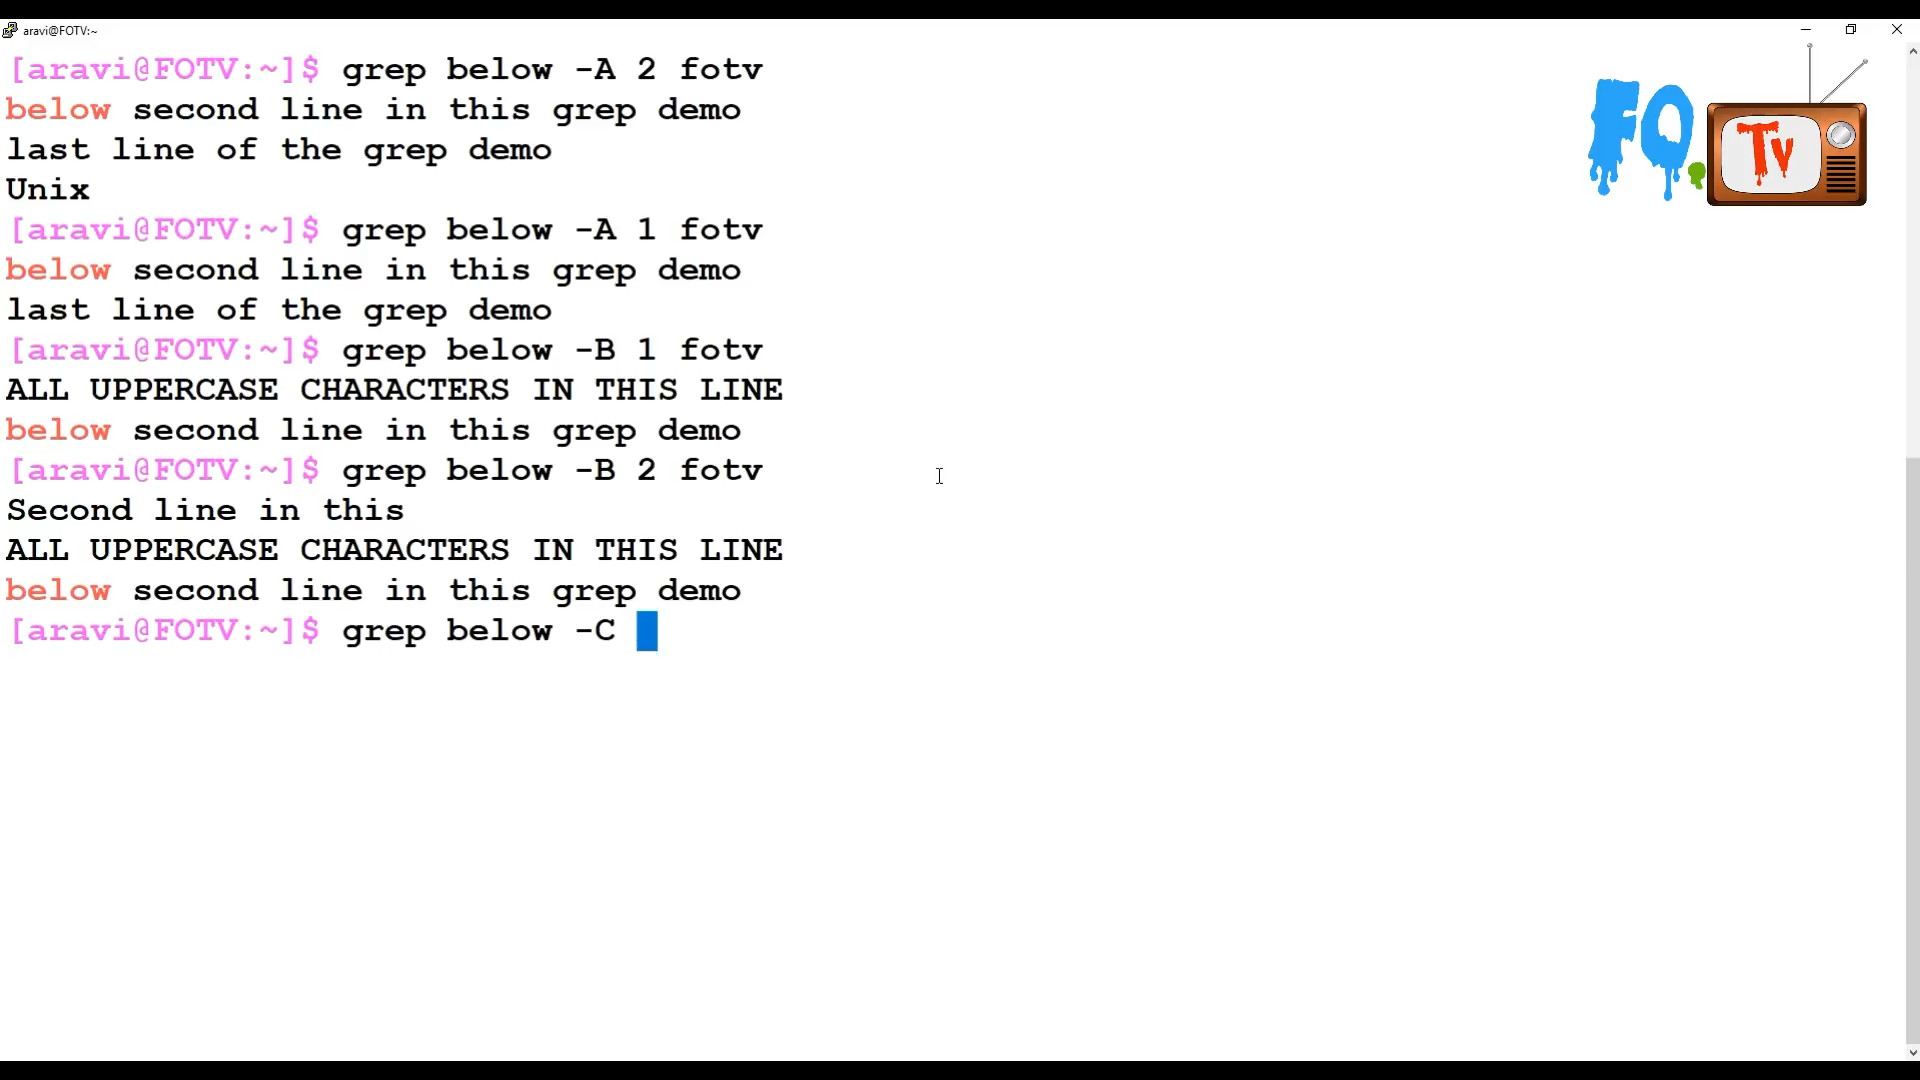 aravi@FOTV:~
[aravi@FOTV:~]$ grep below -A 2 fotv
below second line in this grep demo
last line of the grep demo
Unix
[aravi@FOTV:~]$ grep below -A 1 fotv
below second line in this grep demo
last line of the grep demo
[aravi@FOTV:~]$ grep below -B 1 fotv
ALL UPPERCASE CHARACTERS IN THIS LINE
below second line in this grep demo
[aravi@FOTV:~]$ grep below -B 2 fotv
Second line in this
ALL UPPERCASE CHARACTERS IN THIS LINE
below second line in this grep demo
[aravi@FOTV:~]$ grep below -C
FO. Tv